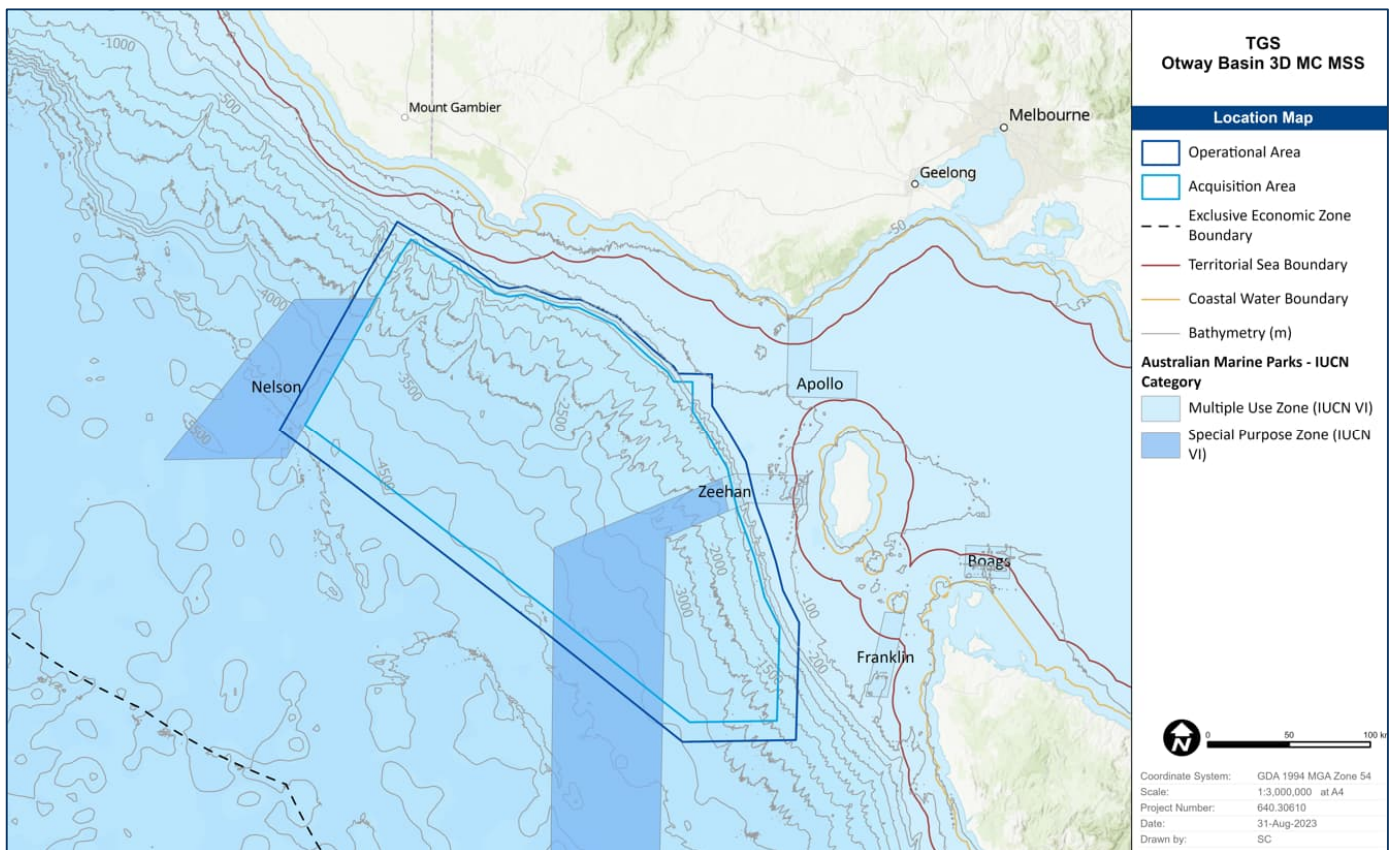 TGS
Otway Basin 3D MC MSS
Location Map
Operational Area
Acquisition Area
Exclusive Economic Zone
Boundary
Territorial Sea Boundary
Coastal Water Boundary
Bathymetry (m)
Australian Marine Parks - IUCN
Category
Multiple Use Zone (IUCN VI)
Special Purpose Zone (IUCN
VI)
N
0 50 100 km
Coordinate System: GDA 1994 MGA Zone 54
Scale: 1:3,000,000 at A4
Project Number: 640.30610
Date: 31-Aug-2023
Drawn by: SC
-1000
-500
Mount Gambier
Melbourne
Geelong
-50
-4000
Nelson
-3500
-2500
Apollo
-5500
-4500
Zeehan
-2000
Boags
-3000
-100
-200
-1500
Franklin